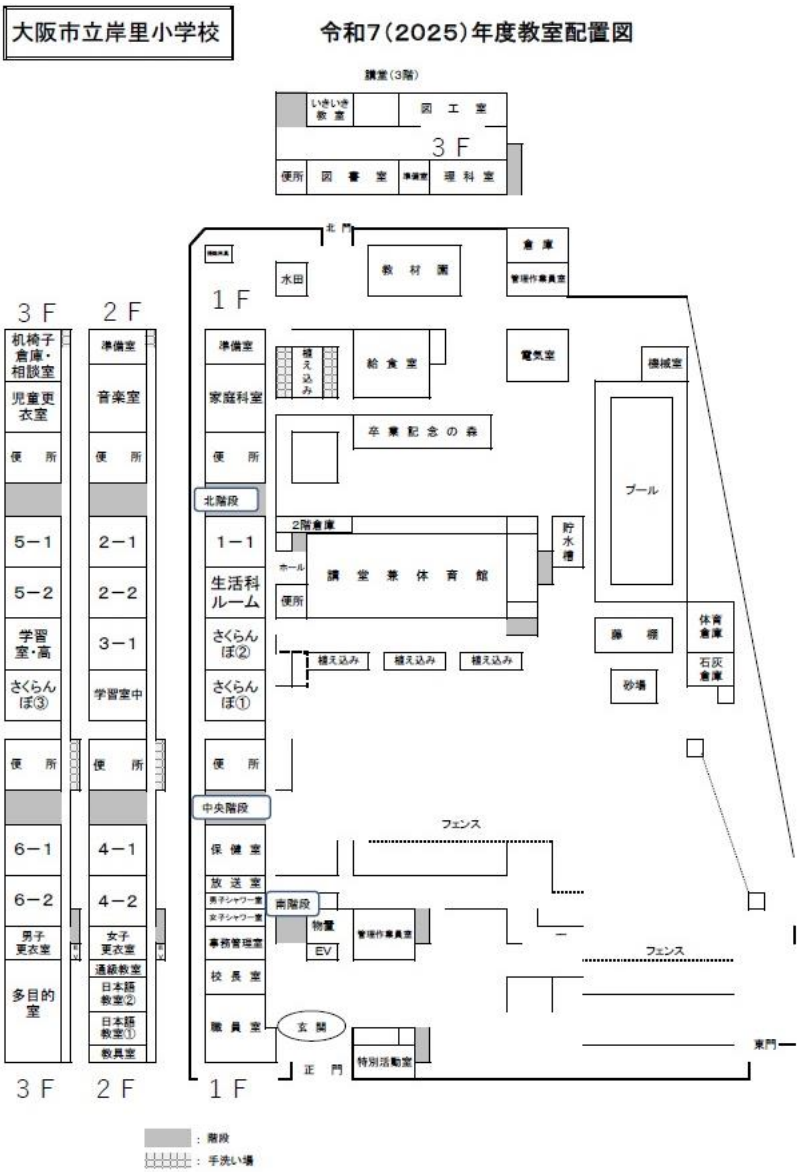 大阪市立岸里小学校
令和7(2025)年度教室配置図
講堂(3階)
いきいき
教室
図工室
3F
便所
図書室
準備室
理科室
北門
倉庫
管理作業員室
水田
教材園
1F
3F
2F
机椅子
倉庫・
相談室
児童更
衣室
便所
5-1
5-2
学習
室・高
さくらん
ぼ③
便所
6-1
6-2
男子
更衣室
EV
多目的
室
3F
準備室
音楽室
便所
2-1
2-2
3-1
学習室中
便所
4-1
4-2
女子
更衣室
EV
通級教室
日本語
教室②
日本語
教室①
教具室
2F
準備室
家庭科室
便所
北階段
1-1
生活科
ルーム
さくらん
ぼ②
さくらん
ぼ①
便所
中央階段
保健室
放送室
男子シャワー室
女子シャワー室
事務管理室
校長室
職員室
1F
植え込み
給食室
電気室
機械室
卒業記念の森
プール
2階倉庫
ホール
便所
講堂兼体育館
貯水槽
植え込み
植え込み
植え込み
藤棚
体育
倉庫
石灰
倉庫
砂場
フェンス
南階段
物置
EV
管理作業員室
フェンス
玄関
正門
特別活動室
東門
:階段
:手洗い場